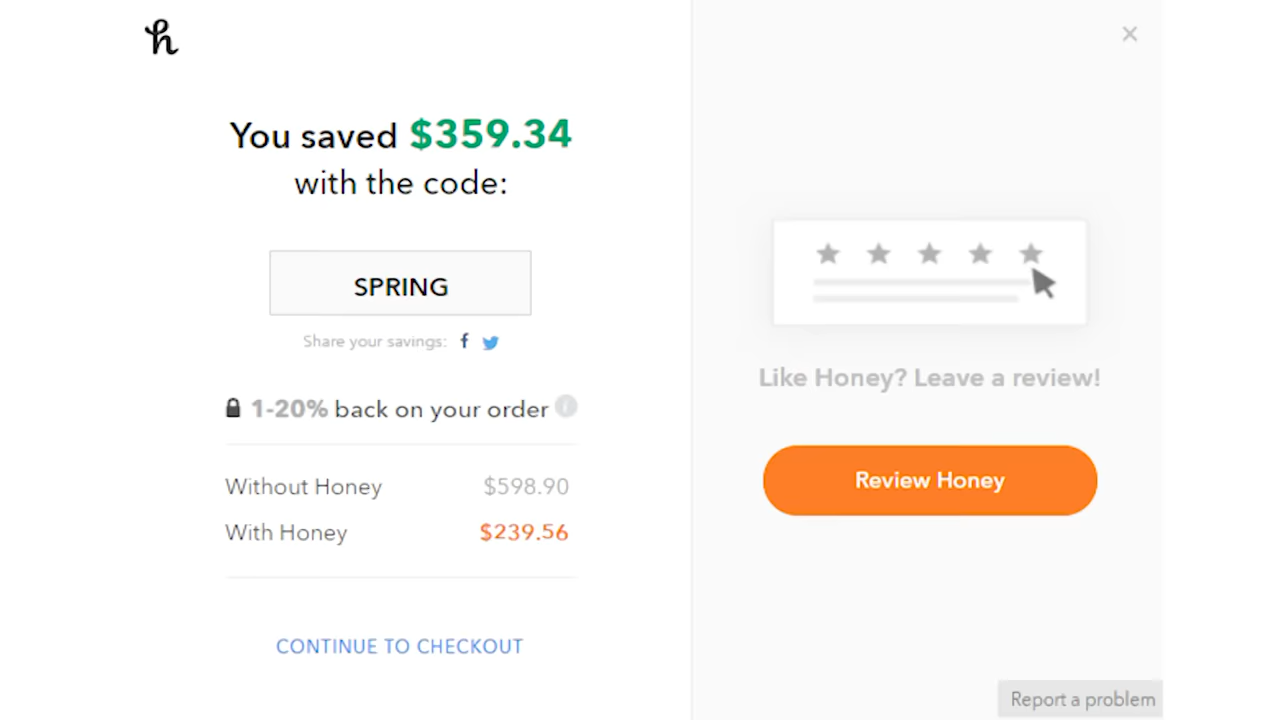 h
You saved $359.34
with the code:
SPRING
Share your savings:
1-20% back on your order
Without Honey $598.90
With Honey $239.56
CONTINUE TO CHECKOUT
Like Honey? Leave a review!
Review Honey
Report a problem